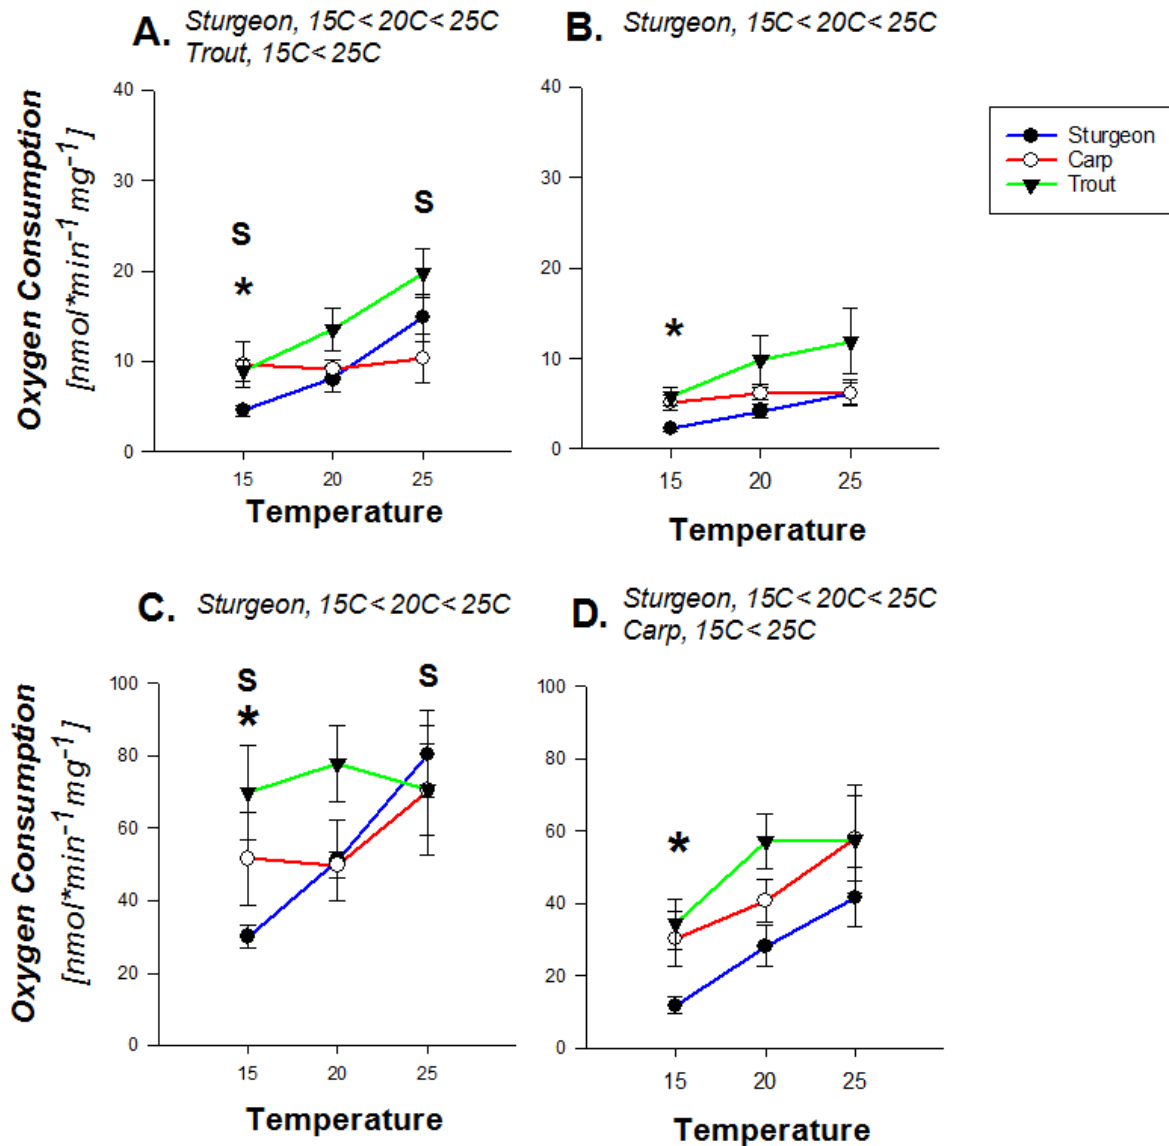 A. Sturgeon, 15C<20C<25C
Trout, 15C<25C
Oxygen Consumption
[nmol*min⁻¹ mg⁻¹]
40
30
20
10
0
S
*
S
15 20 25
Temperature
B. Sturgeon, 15C<20C<25C
40
30
20
10
0
*
15 20 25
Temperature
Sturgeon
Carp
Trout
C. Sturgeon, 15C<20C<25C
Oxygen Consumption
[nmol*min⁻¹ mg⁻¹]
100
80
60
40
20
0
S
*
S
15 20 25
Temperature
D. Sturgeon, 15C<20C<25C
Carp, 15C<25C
100
80
60
40
20
0
*
15 20 25
Temperature